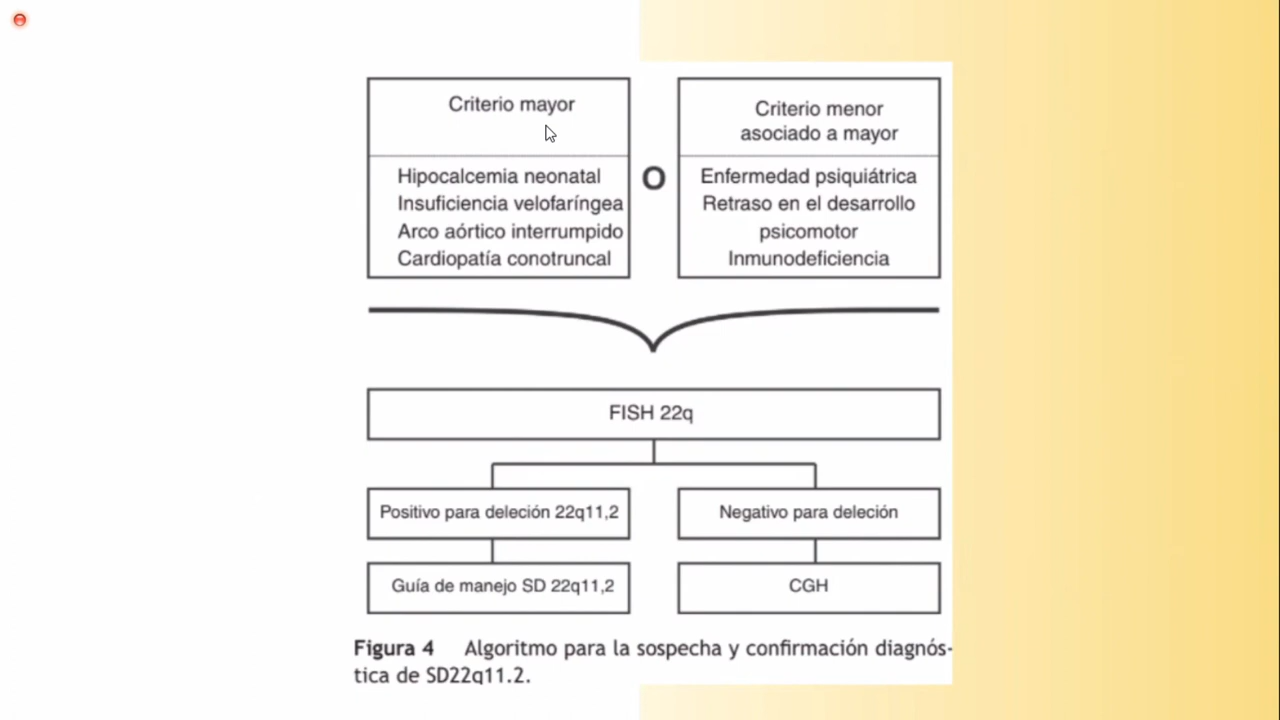 Criterio mayor
Hipocalcemia neonatal
Insuficiencia velofaríngea
Arco aórtico interrumpido
Cardiopatía conotruncal
O
Criterio menor
asociado a mayor
Enfermedad psiquiátrica
Retraso en el desarrollo
psicomotor
Inmunodeficiencia
FISH 22q
Positivo para deleción 22q11,2
Negativo para deleción
Guía de manejo SD 22q11,2
CGH
Figura 4 Algoritmo para la sospecha y confirmación diagnós-
tica de SD22q11.2.